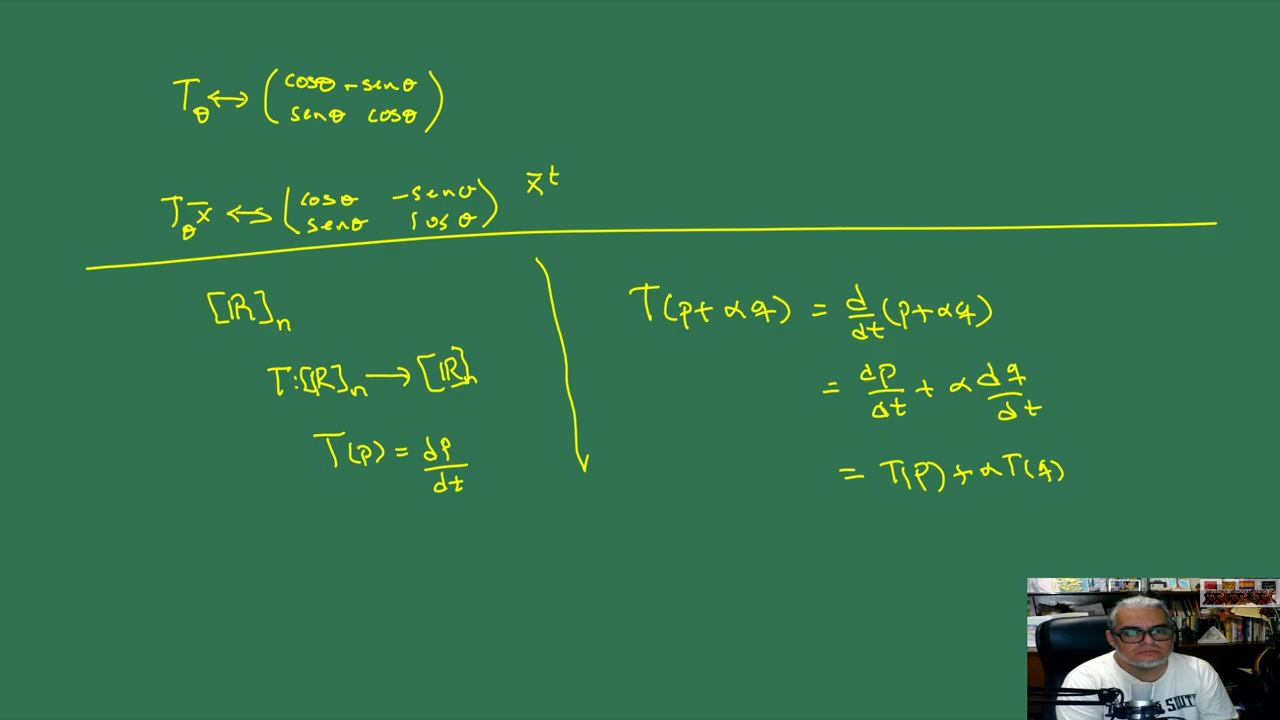 T_θ ↔ ( cosθ -senθ
senθ cosθ )
T_θ x̄ ↔ ( cosθ -senθ
senθ cosθ ) x̄^t
[ℝ]_n
T:[ℝ]_n → [ℝ]_n
T(p) = dp/dt
T(p+αq) = d/dt (p+αq)
= dp/dt + α dq/dt
= T(p) + αT(q)